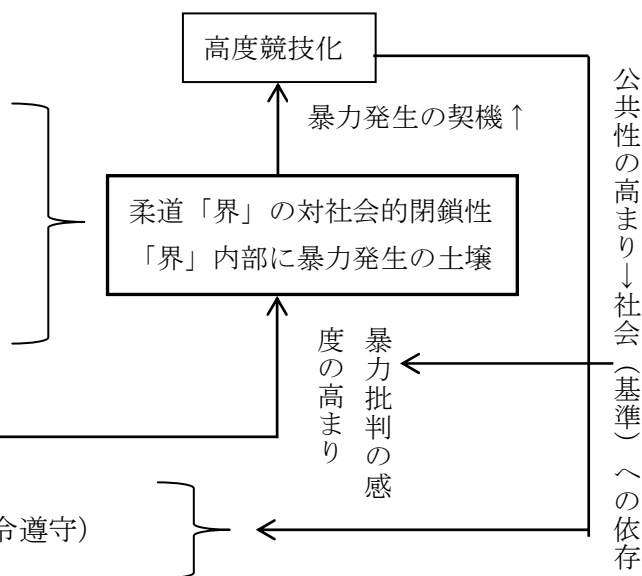 高度競技化
暴力発生の契機↑
柔道「界」の対社会的閉鎖性
「界」内部に暴力発生の土壌
公共性の高まり→社会（基準）への依存
暴力批判の感
度の高まり
令遵守）